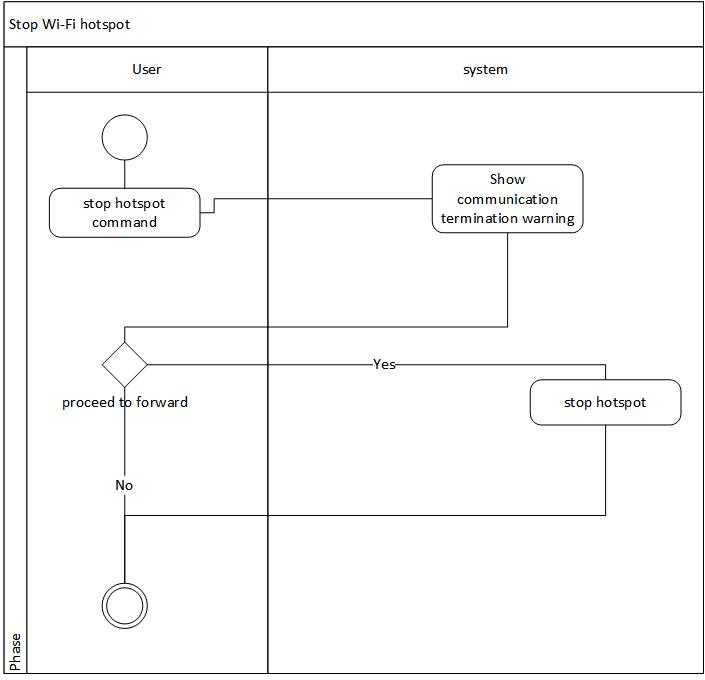 Stop Wi-Fi hotspot
User
system
stop hotspot
command
Show
communication
termination warning
Yes
proceed to forward
stop hotspot
No
Phase